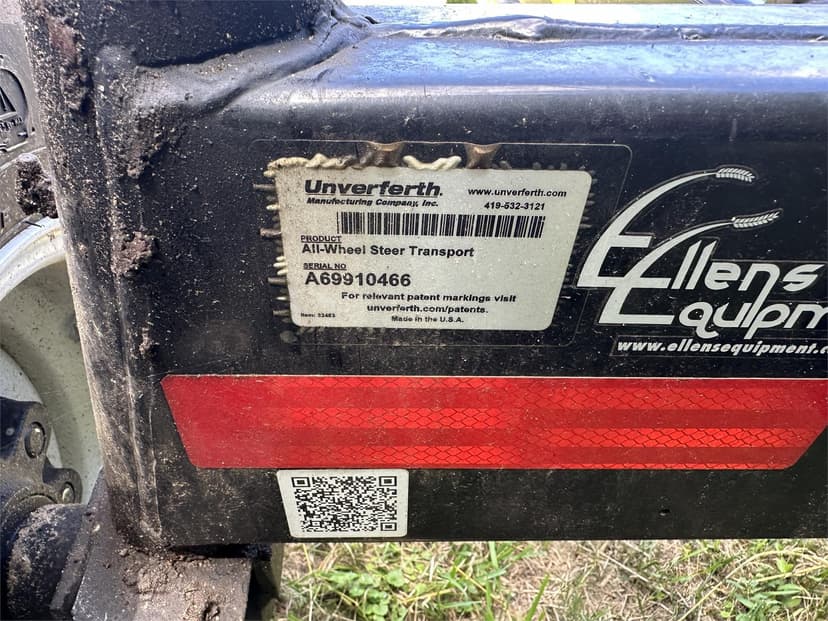 Unverferth.
www.unverferth.com
Manufacturing Company, Inc.
419-532-3121
PRODUCT
All-Wheel Steer Transport
SERIAL NO
A69910466
For relevant patent markings visit
unverferth.com/patents.
Made in the U.S.A.
Ellens
Equipm
www.ellensequipment.c